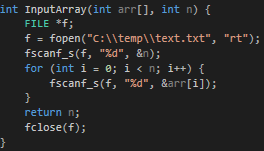 int InputArray(int arr[], int n) {
FILE *f;
f = fopen("C:\\temp\\text.txt", "rt");
fscanf_s(f, "%d", &n);
for (int i = 0; i < n; i++) {
fscanf_s(f, "%d", &arr[i]);
}
return n;
fclose(f);
}